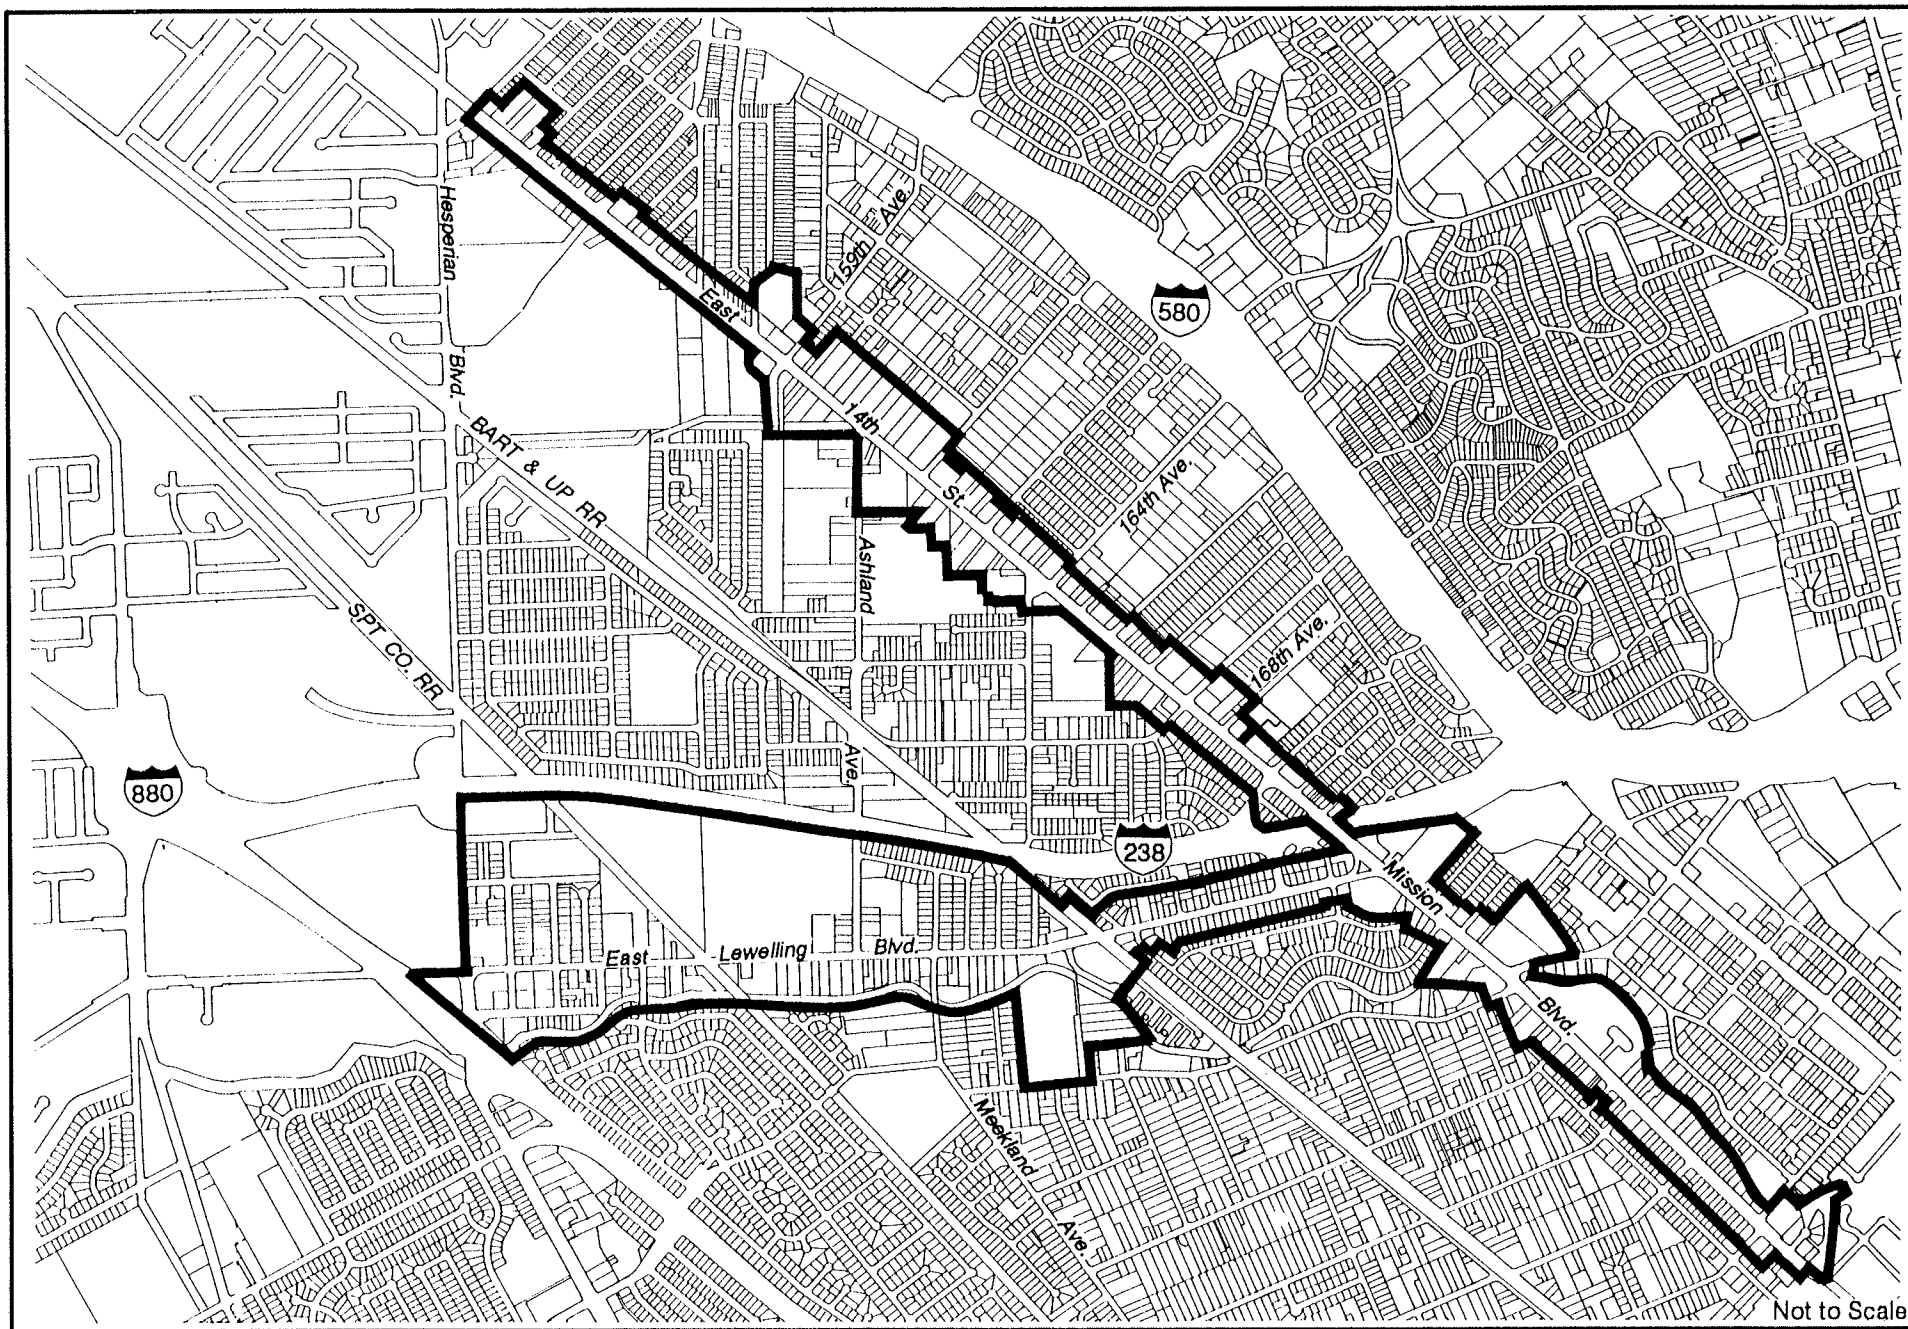 Hesperian
Blvd.
159th Ave.
580
East
14th
St.
BART & UP RR
164th Ave.
Ashland
Ave.
168th Ave.
SPT CO. RR
880
238
Mission
Blvd.
East Lewelling Blvd.
Meekland
Ave.
Not to Scale